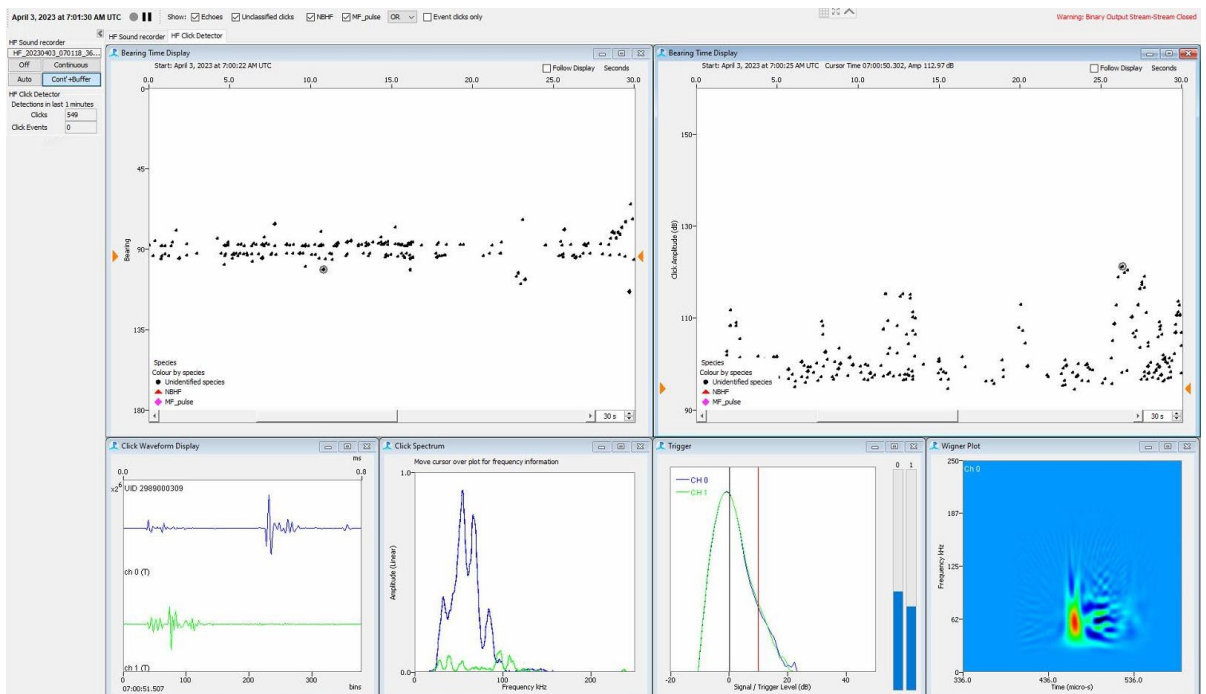 April 3, 2023 at 7:01:30 AM UTC Show: Echoes Unclassified clicks NBHF MF_pulse OR Event clicks only
Warning: Binary Output Stream-Stream Closed
HF Sound recorder
HF_20230403_070118_36...
Off Continuous
Auto Cont'+Buffer
HF Click Detector
Detections in last 1 minutes
Clicks 549
Click Events 0
HF Sound recorder HF Click Detector
Bearing Time Display
Start: April 3, 2023 at 7:00:22 AM UTC
Follow Display Seconds
0.0 5.0 10.0 15.0 20.0 25.0 30.0
0
45
90
135
180
Bearing
Species
Colour by species
Unidentified species
NBHF
MF_pulse
30 s
Bearing Time Display
Start: April 3, 2023 at 7:00:25 AM UTC Cursor Time 07:00:50.302, Amp 112.97 dB
Follow Display Seconds
0.0 5.0 10.0 15.0 20.0 25.0 30.0
150
130
110
90
Click Amplitude (dB)
Species
Colour by species
Unidentified species
NBHF
MF_pulse
30 s
Click Waveform Display
ms
0.0 0.8
x2^6 UID 2989000309
ch 0 (T)
ch 1 (T)
0 100 200 300
07:00:51.507 bins
Click Spectrum
Move cursor over plot for frequency information
1.0
0.0
Amplitude (Linear)
0 100 200
Frequency kHz
Trigger
CH 0
CH 1
0 1
-20 0 20 40
Signal / Trigger Level (dB)
Wigner Plot
Ch 0
250
187
125
62
0
Frequency kHz
336.0 436.0 536.0
Time (micro-s)